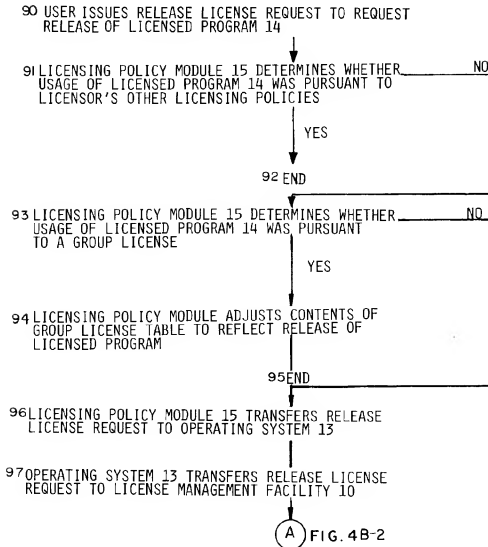 90 USER ISSUES RELEASE LICENSE REQUEST TO REQUEST
RELEASE OF LICENSED PROGRAM 14
91 LICENSING POLICY MODULE 15 DETERMINES WHETHER NO
USAGE OF LICENSED PROGRAM 14 WAS PURSUANT TO
LICENSOR'S OTHER LICENSING POLICIES
YES
92 END
93 LICENSING POLICY MODULE 15 DETERMINES WHETHER NO
USAGE OF LICENSED PROGRAM 14 WAS PURSUANT
TO A GROUP LICENSE
YES
94 LICENSING POLICY MODULE ADJUSTS CONTENTS OF
GROUP LICENSE TABLE TO REFLECT RELEASE OF
LICENSED PROGRAM
95 END
96 LICENSING POLICY MODULE 15 TRANSFERS RELEASE
LICENSE REQUEST TO OPERATING SYSTEM 13
97 OPERATING SYSTEM 13 TRANSFERS RELEASE LICENSE
REQUEST TO LICENSE MANAGEMENT FACILITY 10
A FIG. 4B-2